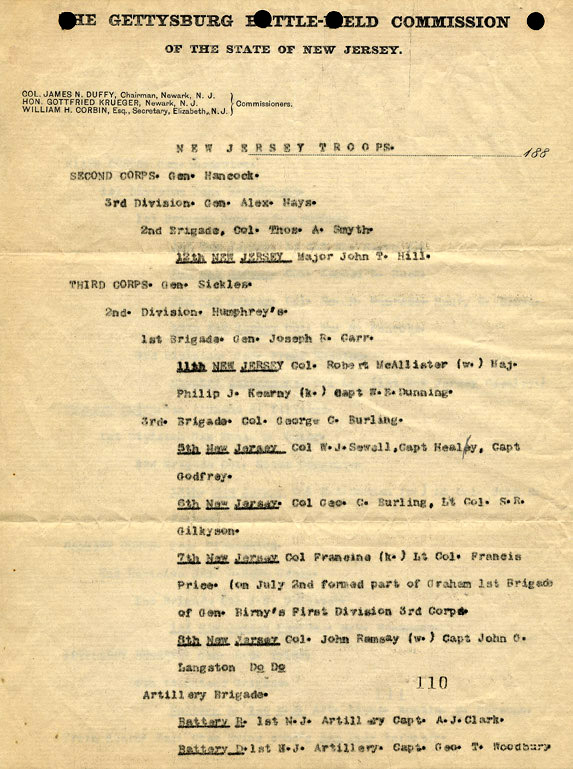 THE GETTYSBURG BATTLE-FIELD COMMISSION
OF THE STATE OF NEW JERSEY.
COL. JAMES N. DUFFY, Chairman, Newark, N. J.
HON. GOTTFRIED KRUEGER, Newark, N. J.
WILLIAM H. CORBIN, Esq., Secretary, Elizabeth, N. J.
Commissioners.
NEW JERSEY TROOPS.
188
SECOND CORPS. Gen. Hancock.
3rd Division. Gen. Alex. Hays.
2nd Brigade, Col. Thos. A. Smyth
12th NEW JERSEY Major John T. Hill.
THIRD CORPS. Gen. Sickles.
2nd. Division. Humphrey's.
1st Brigade. Gen. Joseph R. Carr.
11th NEW JERSEY Col. Robert McAllister (w.) Maj.
Philip J. Kearny (k.) Capt W.B.Dunning.
3rd. Brigade. Col. George C. Burling.
5th New Jersey Col W.J.Sewell, Capt Healey, Capt
Godfrey.
6th New Jersey. Col Geo. C. Burling, Lt Col. S.R.
Gilkyson.
7th New Jersey Col Francine (k.) Lt Col. Francis
Price. (on July 2nd formed part of Graham 1st Brigade
of Gen. Birny's First Division 3rd Corps.
8th New Jersey Col. John Ramsay (w.) Capt John G.
Langston Do Do
110
Artillery Brigade.
Battery B. 1st N.J. Artillery Capt. A.J.Clark.
Battery D.1st N.J. Artillery. Capt. Geo. T. Woodbury